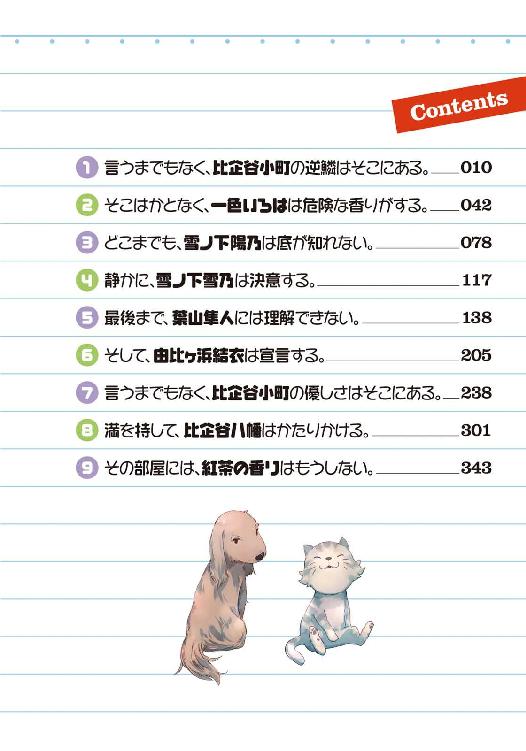 Contents
1 言うまでもなく、比企谷小町の逆鱗はそこにある。 010
2 そこはかとなく、一色いろはは危険な香りがする。 042
3 どこまでも、雪ノ下陽乃は底が知れない。 078
4 静かに、雪ノ下雪乃は決意する。 117
5 最後まで、葉山隼人には理解できない。 138
6 そして、由比ヶ浜結衣は宣言する。 205
7 言うまでもなく、比企谷小町の優しさはそこにある。 238
8 満を持して、比企谷八幡はかたりかける。 301
9 その部屋には、紅茶の香りはもうしない。 343